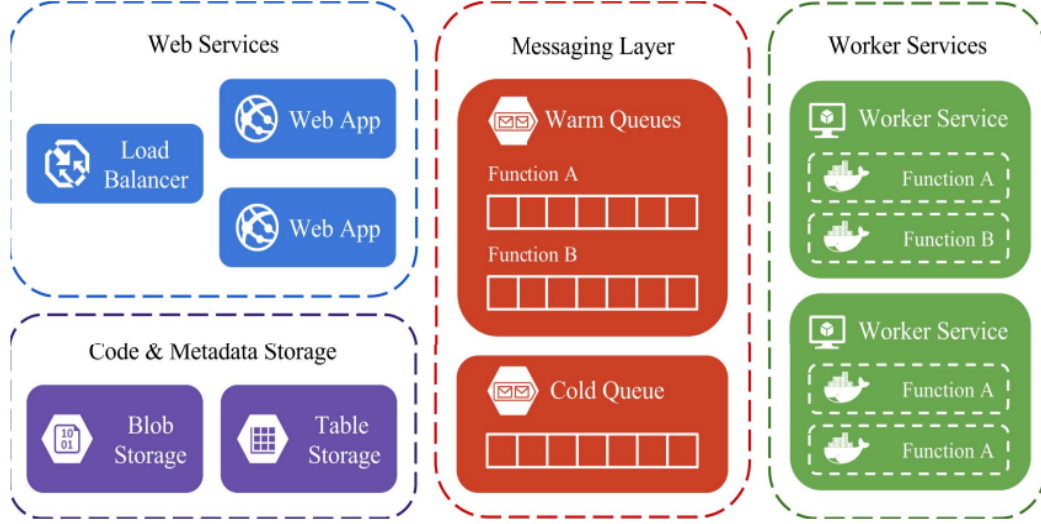 Web Services
Load
Balancer
Web App
Web App
Code & Metadata Storage
10
01
Blob
Storage
Table
Storage
Messaging Layer
Warm Queues
Function A
Function B
Cold Queue
Worker Services
Worker Service
Function A
Function B
Worker Service
Function A
Function A